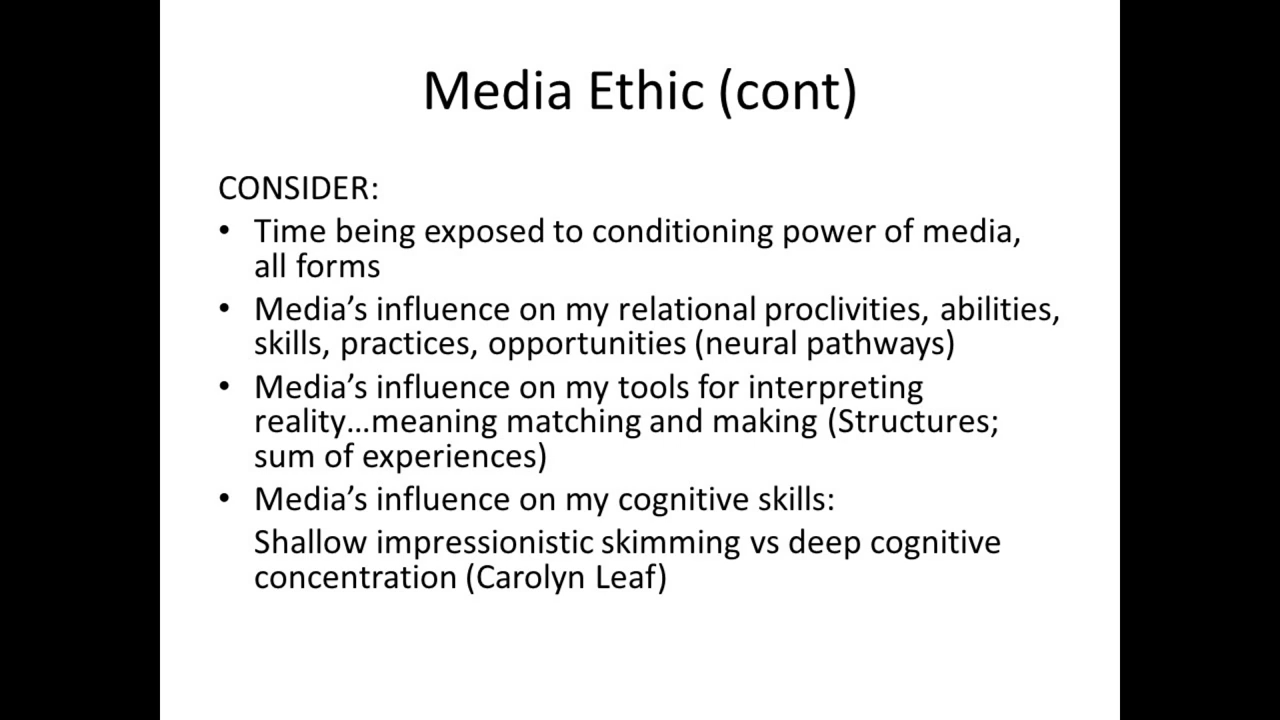 Media Ethic (cont)
CONSIDER:
• Time being exposed to conditioning power of media,
all forms
• Media’s influence on my relational proclivities, abilities,
skills, practices, opportunities (neural pathways)
• Media’s influence on my tools for interpreting
reality…meaning matching and making (Structures;
sum of experiences)
• Media’s influence on my cognitive skills:
Shallow impressionistic skimming vs deep cognitive
concentration (Carolyn Leaf)